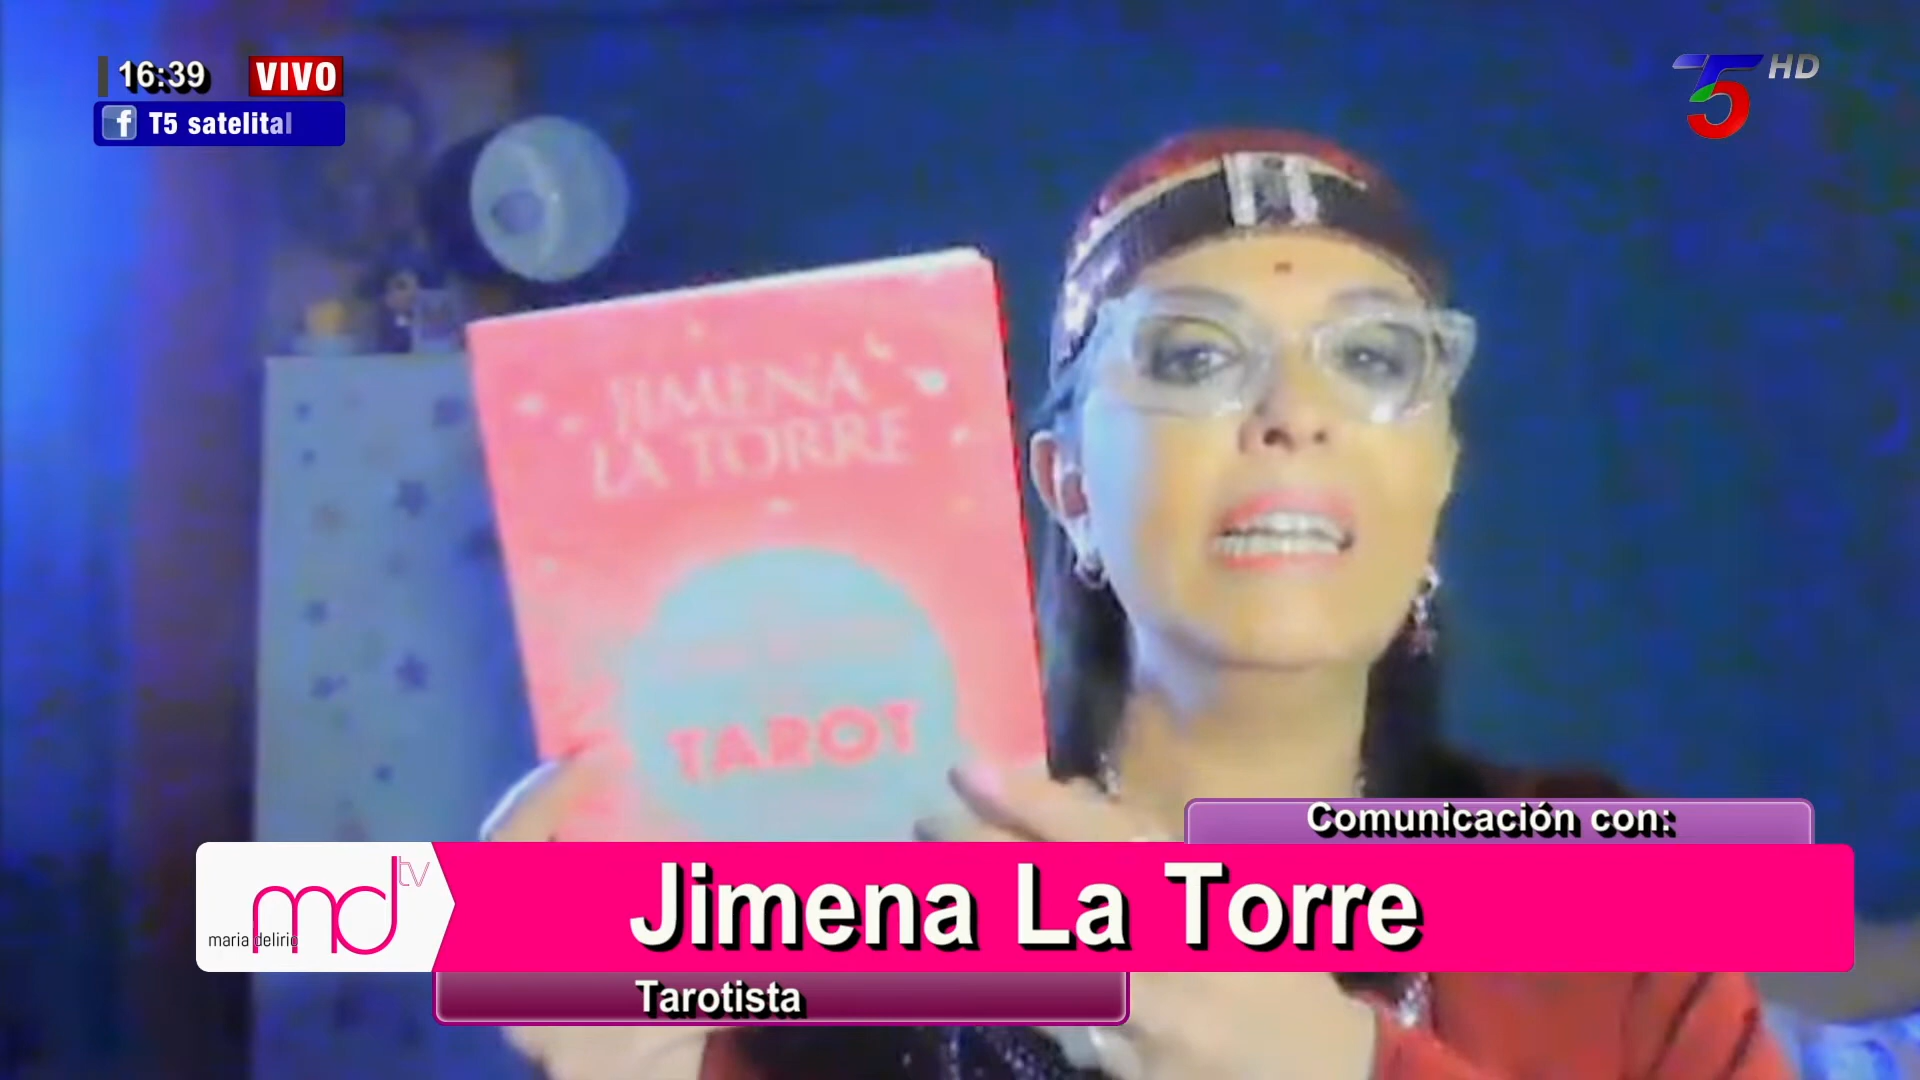 16:39 VIVO
T5 satelital
T5 HD
JIMENA
LA TORRE
TAROT
Comunicación con:
md tv
maria delirio
Jimena La Torre
Tarotista